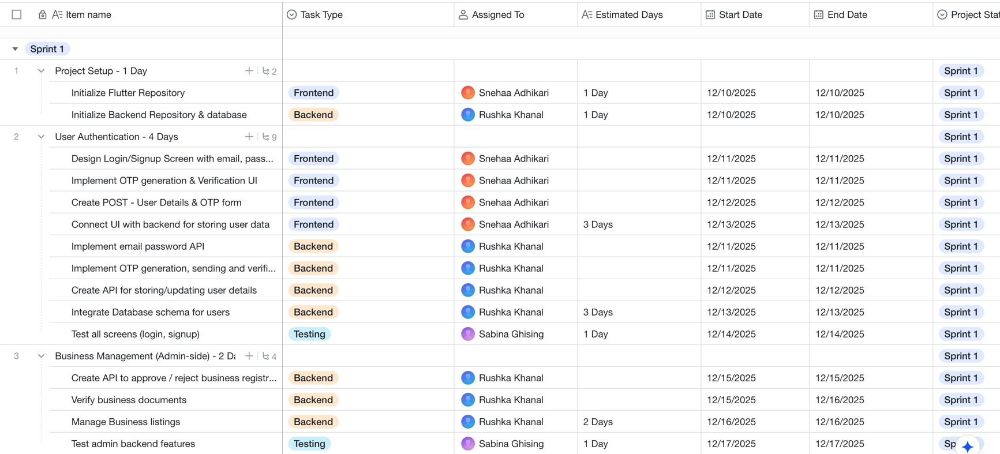 Item name Task Type Assigned To Estimated Days Start Date End Date Project Stat
Sprint 1
1 Project Setup - 1 Day 2 Sprint 1
Initialize Flutter Repository Frontend Snehaa Adhikari 1 Day 12/10/2025 12/10/2025 Sprint 1
Initialize Backend Repository & database Backend Rushka Khanal 1 Day 12/10/2025 12/10/2025 Sprint 1
2 User Authentication - 4 Days 9 Sprint 1
Design Login/Signup Screen with email, pass... Frontend Snehaa Adhikari 12/11/2025 12/11/2025 Sprint 1
Implement OTP generation & Verification UI Frontend Snehaa Adhikari 12/11/2025 12/11/2025 Sprint 1
Create POST - User Details & OTP form Frontend Snehaa Adhikari 12/12/2025 12/12/2025 Sprint 1
Connect UI with backend for storing user data Frontend Snehaa Adhikari 3 Days 12/13/2025 12/13/2025 Sprint 1
Implement email password API Backend Rushka Khanal 12/11/2025 12/11/2025 Sprint 1
Implement OTP generation, sending and verifi... Backend Rushka Khanal 12/11/2025 12/11/2025 Sprint 1
Create API for storing/updating user details Backend Rushka Khanal 12/12/2025 12/12/2025 Sprint 1
Integrate Database schema for users Backend Rushka Khanal 3 Days 12/13/2025 12/13/2025 Sprint 1
Test all screens (login, signup) Testing Sabina Ghising 1 Day 12/14/2025 12/14/2025 Sprint 1
3 Business Management (Admin-side) - 2 Da 4 Sprint 1
Create API to approve / reject business registr... Backend Rushka Khanal 12/15/2025 12/15/2025 Sprint 1
Verify business documents Backend Rushka Khanal 12/15/2025 12/16/2025 Sprint 1
Manage Business listings Backend Rushka Khanal 2 Days 12/16/2025 12/16/2025 Sprint 1
Test admin backend features Testing Sabina Ghising 1 Day 12/17/2025 12/17/2025 Sp